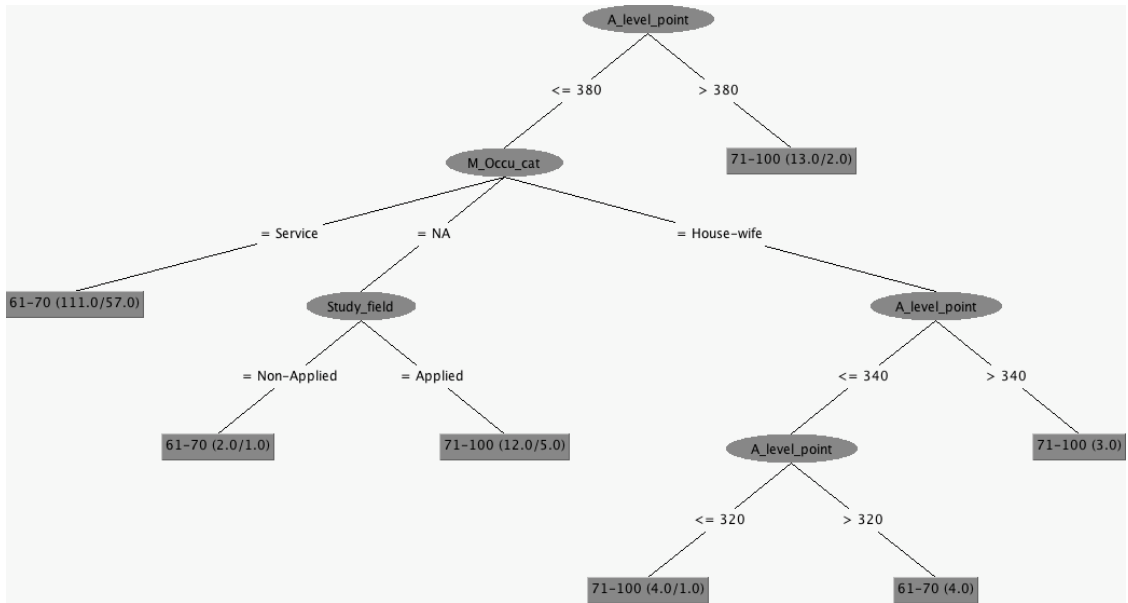 A_level_point
<= 380
> 380
M_Occu_cat
71-100 (13.0/2.0)
= Service
= NA
= House-wife
61-70 (111.0/57.0)
Study_field
A_level_point
= Non-Applied
= Applied
<= 340
> 340
61-70 (2.0/1.0)
71-100 (12.0/5.0)
A_level_point
71-100 (3.0)
<= 320
> 320
71-100 (4.0/1.0)
61-70 (4.0)